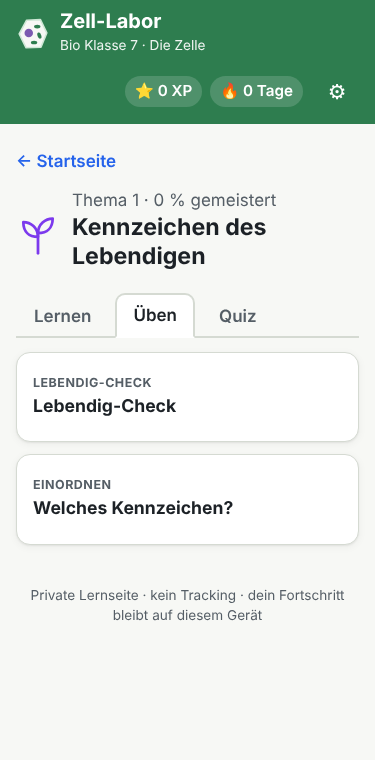 Zell-Labor
Bio Klasse 7 · Die Zelle
⭐ 0 XP
🔥 0 Tage
← Startseite
Thema 1 · 0 % gemeistert
Kennzeichen des
Lebendigen
Lernen
Üben
Quiz
LEBENDIG-CHECK
Lebendig-Check
EINORDNEN
Welches Kennzeichen?
Private Lernseite · kein Tracking · dein Fortschritt
bleibt auf diesem Gerät